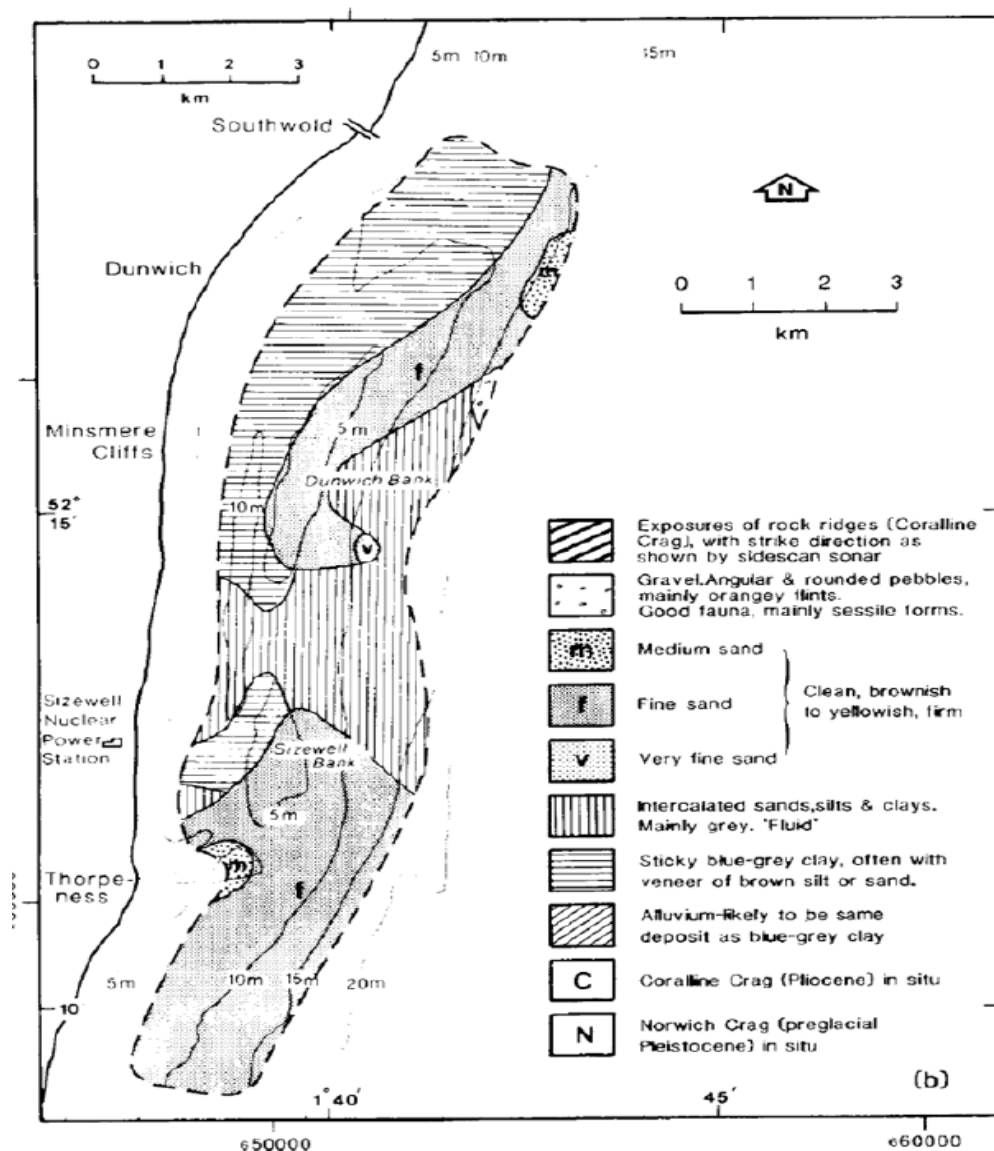 5m 10m
15m
0 1 2 3
km
Southwold
N
Dunwich
m
0 1 2 3
km
f
Minsmere
Cliffs
5m
Dunwich Bank
52°
15′
10m
v
Exposures of rock ridges (Coralline
Crag), with strike direction as
shown by sidescan sonar
Gravel. Angular & rounded pebbles,
mainly orangey flints.
Good fauna, mainly sessile forms.
m
Medium sand
f
Fine sand
Clean, brownish
to yellowish, firm
v
Very fine sand
Sizewell
Nuclear
Power
Station
Sizewell
Bank
5m
Intercalated sands, silts & clays.
Mainly grey. "Fluid"
m
Thorpe-
ness
f
Sticky blue-grey clay, often with
veneer of brown silt or sand.
Alluvium-likely to be same
deposit as blue-grey clay
5m
10m
15m
20m
C
Coralline Crag (Pliocene) in situ
10′
N
Norwich Crag (preglacial
Pleistocene) in situ
(b)
1°40′
45′
650000
660000